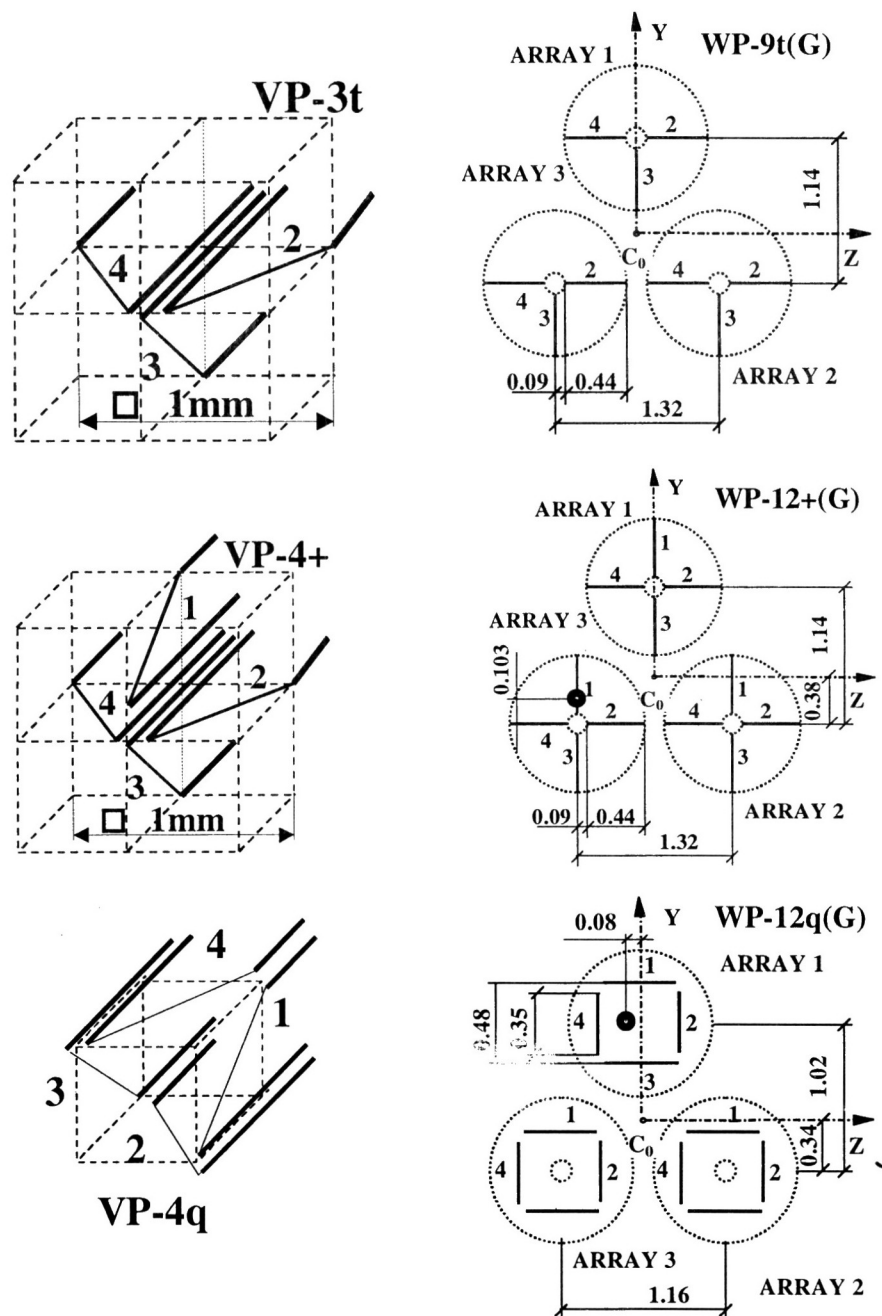 VP-3t
2
4
3
1mm
WP-9t(G)
Y
ARRAY 1
4 2
ARRAY 3 3
1.14
C0 Z
4 2 4 2
3 3
ARRAY 2
0.09 0.44
1.32
VP-4+
1
2
4
3
1mm
WP-12+(G)
Y
ARRAY 1
1
4 2
3
ARRAY 3
0.103
1.14
C0 Z
0.38
1 1
4 2 4 2
3 3
ARRAY 2
0.09 0.44
1.32
4
1
3
2
VP-4q
WP-12q(G)
0.08
Y
1 ARRAY 1
0.48
0.35
4 2
3
1.02
1 1
C0 Z
0.34
4 2 4 2
ARRAY 3
1.16
ARRAY 2